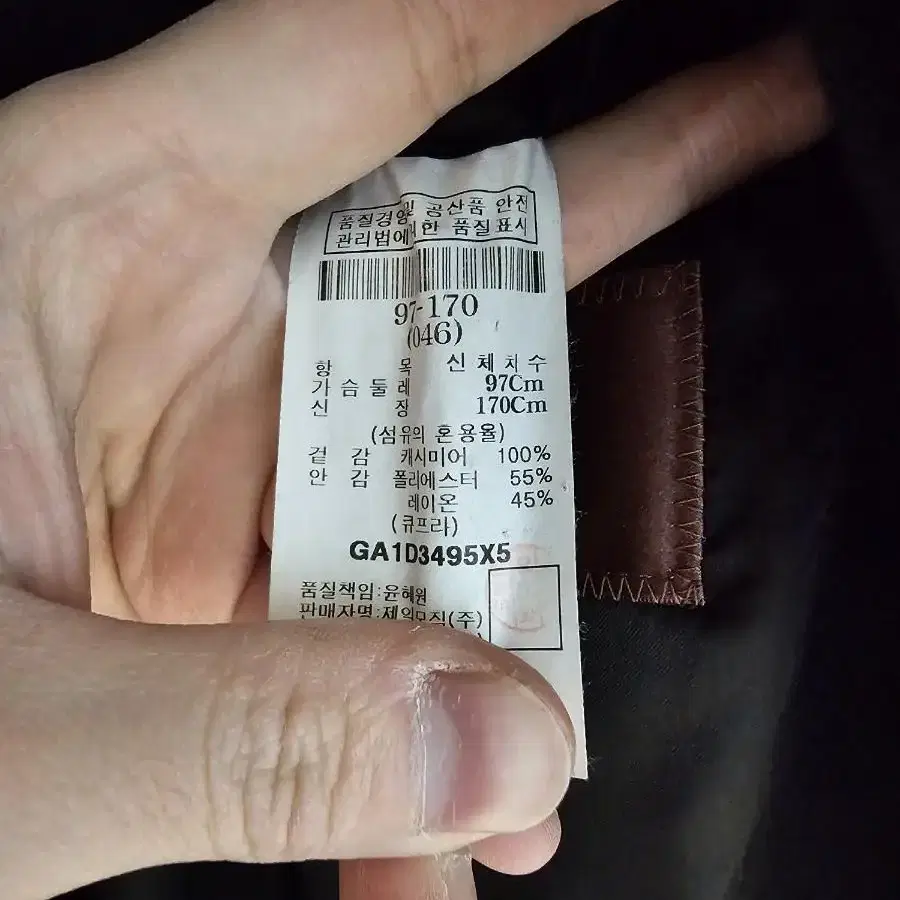 품질경영및 공산품 안전
관리법에 의한 품질표시
97-170
(046)
항 목 신체치수
가슴둘레 97Cm
신 장 170Cm
(섬유의 혼용율)
겉 감 캐시미어 100%
안 감 폴리에스터 55%
레이온 45%
(큐프라)
GA1D3495X5
품질책임:윤혜원
판매자명:제일모직(주)